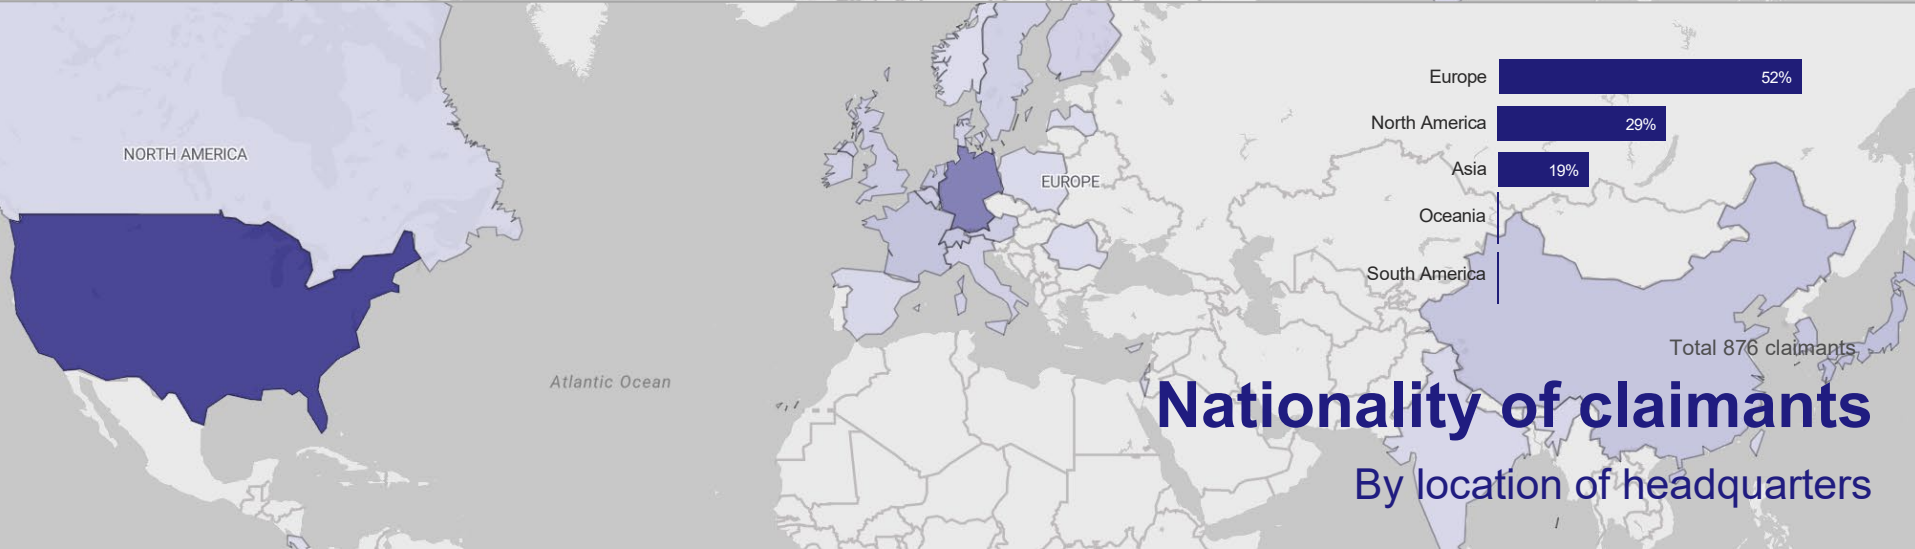 NORTH AMERICA
EUROPE
Atlantic Ocean
Europe 52%
North America 29%
Asia 19%
Oceania
South America
Total 876 claimants
Nationality of claimants
By location of headquarters